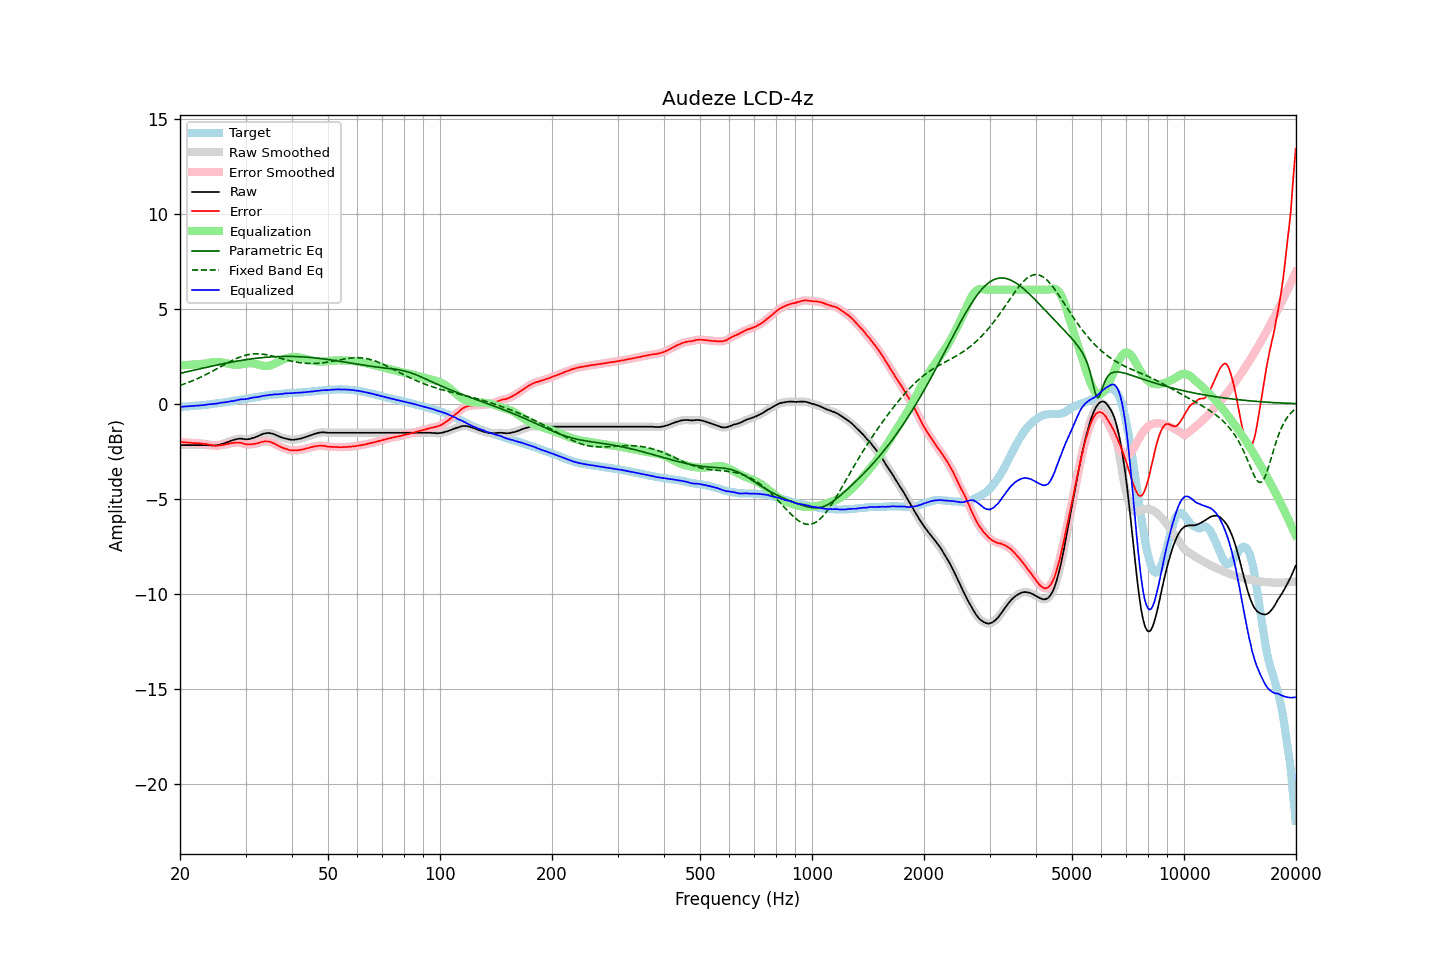 Audeze LCD-4z
Target
Raw Smoothed
Error Smoothed
Raw
Error
Equalization
Parametric Eq
Fixed Band Eq
Equalized
15
10
5
0
−5
−10
−15
−20
Amplitude (dBr)
20 50 100 200 500 1000 2000 5000 10000 20000
Frequency (Hz)